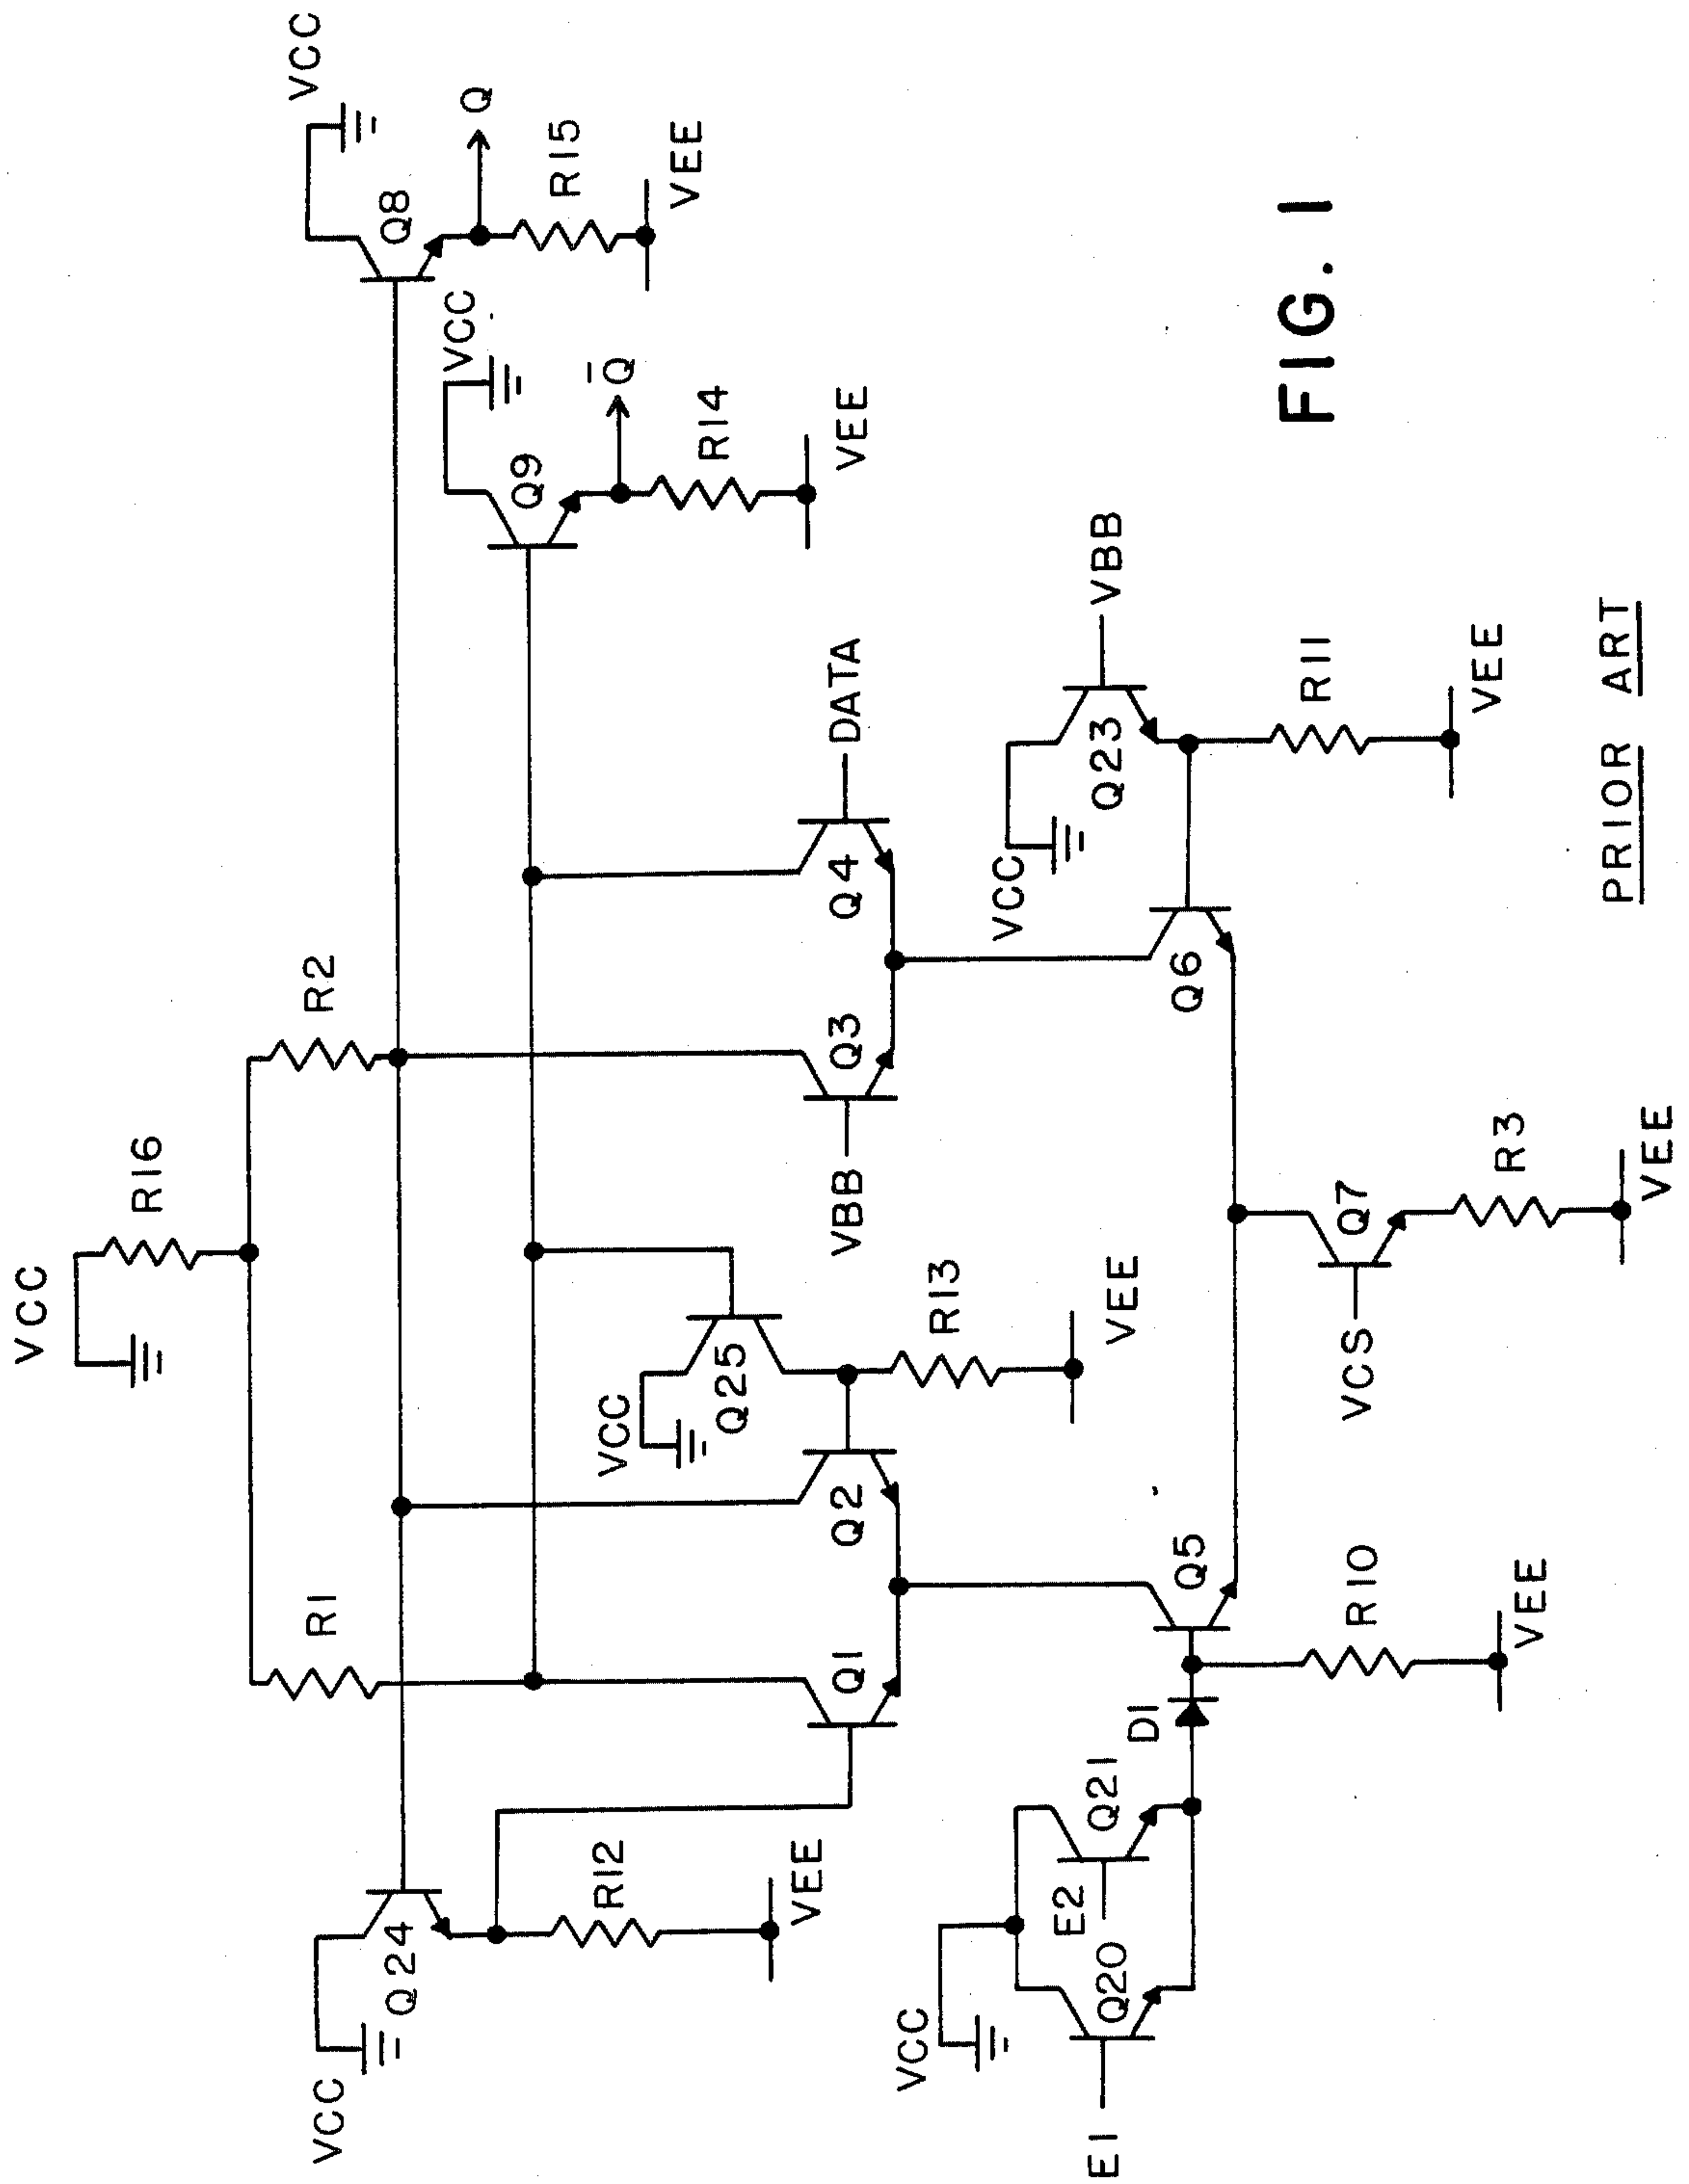 VCC
R16
R1
R2
VCC
Q24
R12
VEE
VCC
Q8
Q
R15
VEE
VCC
Q9
Q̅
R14
VEE
VCC
Q25
R13
VEE
Q1
Q2
VBB
Q3
Q4
DATA
VCC
E1
Q20
E2
Q21
D1
Q5
R10
VEE
VCS
Q7
R3
VEE
Q6
VCC
Q23
VBB
R11
VEE
FIG. 1
PRIOR ART